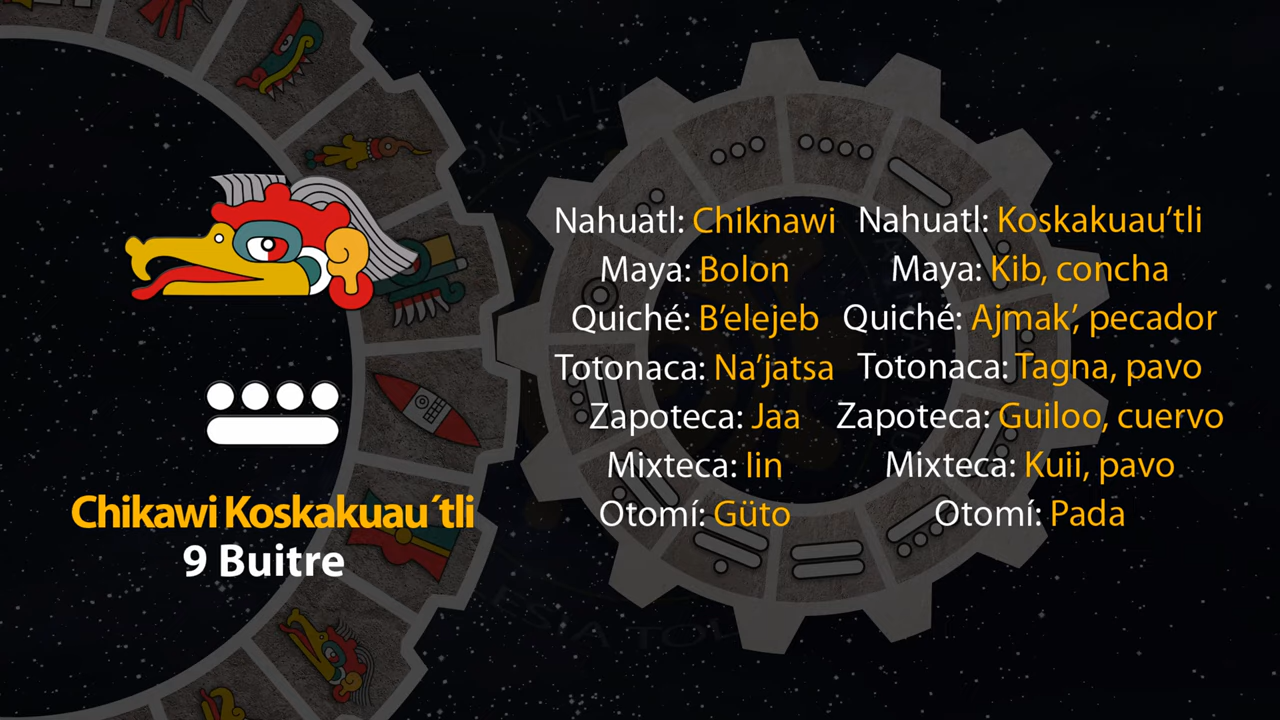 Nahuatl: Chiknawi
Maya: Bolon
Quiché: B’elejeb
Totonaca: Na’jatsa
Zapoteca: Jaa
Mixteca: Iin
Otomí: Güto
Nahuatl: Koskakuau’tli
Maya: Kib, concha
Quiché: Ajmak’, pecador
Totonaca: Tagna, pavo
Zapoteca: Guiloo, cuervo
Mixteca: Kuii, pavo
Otomí: Pada
Chikawi Koskakuau´tli
9 Buitre